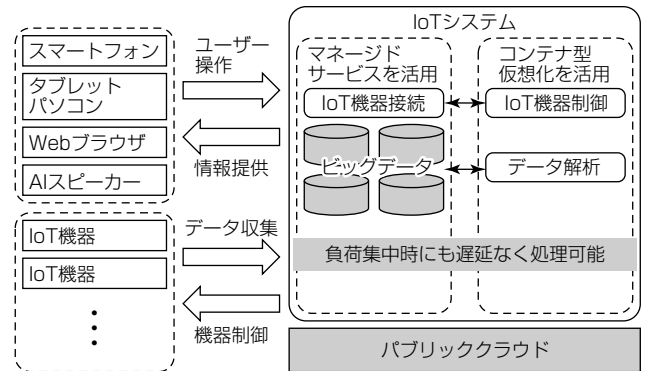 スマートフォン
タブレット
パソコン
Webブラウザ
AIスピーカー
IoT機器
IoT機器
ユーザー
操作
情報提供
データ収集
機器制御
IoTシステム
マネージド
サービスを活用
IoT機器接続
ビッグデータ
コンテナ型
仮想化を活用
IoT機器制御
データ解析
負荷集中時にも遅延なく処理可能
パブリッククラウド